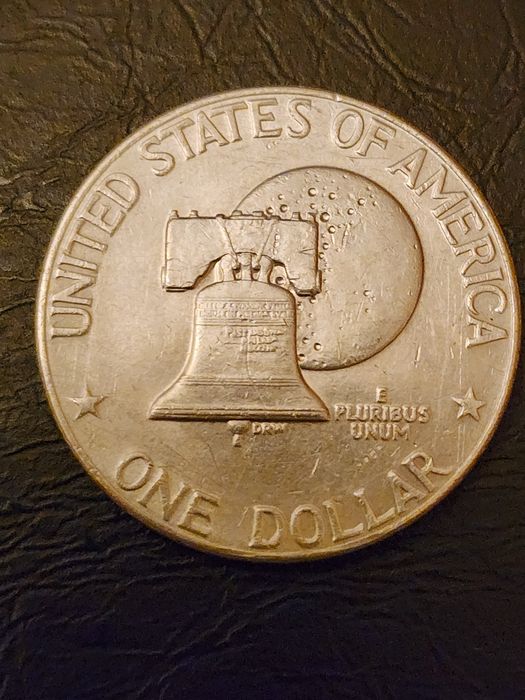 UNITED STATES OF AMERICA
E
PLURIBUS
UNUM
DRW
ONE DOLLAR